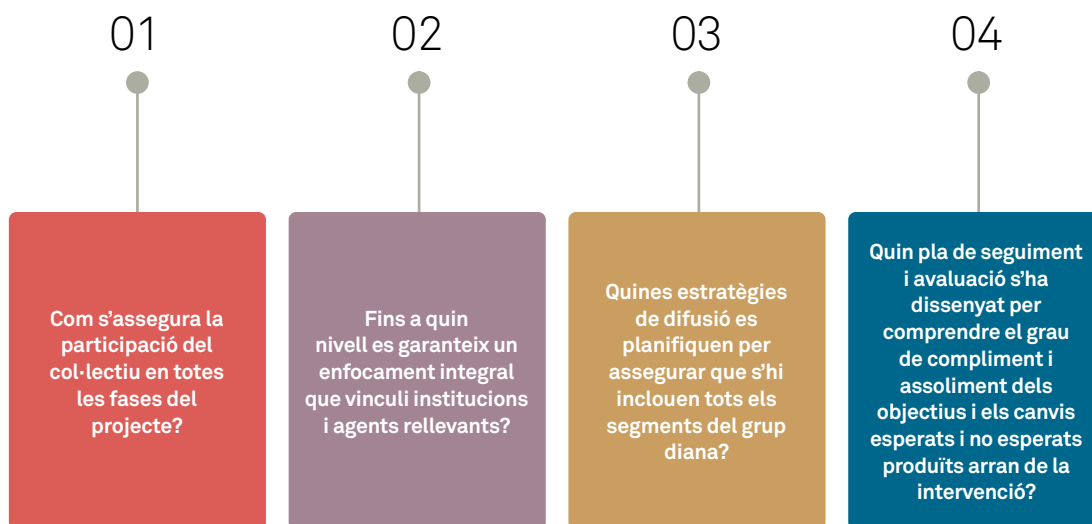 01
02
03
04
Com s’assegura la
participació del
col·lectiu en totes
les fases del
projecte?
Fins a quin
nivell es garanteix un
enfocament integral
que vinculi institucions
i agents rellevants?
Quines estratègies
de difusió es
planifiquen per
assegurar que s’hi
inclouen tots els
segments del grup
diana?
Quin pla de seguiment
i avaluació s’ha
dissenyat per
comprendre el grau
de compliment i
assoliment dels
objectius i els canvis
esperats i no esperats
produïts arran de la
intervenció?